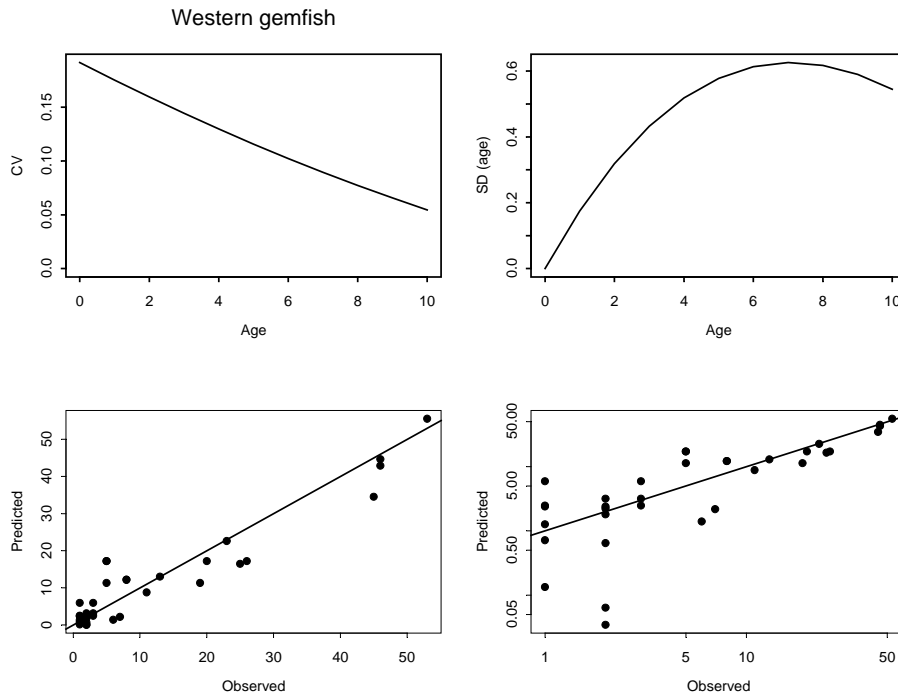 Western gemfish
CV
0.0 0.05 0.10 0.15
0 2 4 6 8 10
Age
SD (age)
0.0 0.2 0.4 0.6
0 2 4 6 8 10
Age
Predicted
0 10 20 30 40 50
0 10 20 30 40 50
Observed
Predicted
0.05 0.50 5.00 50.00
1 5 10 50
Observed